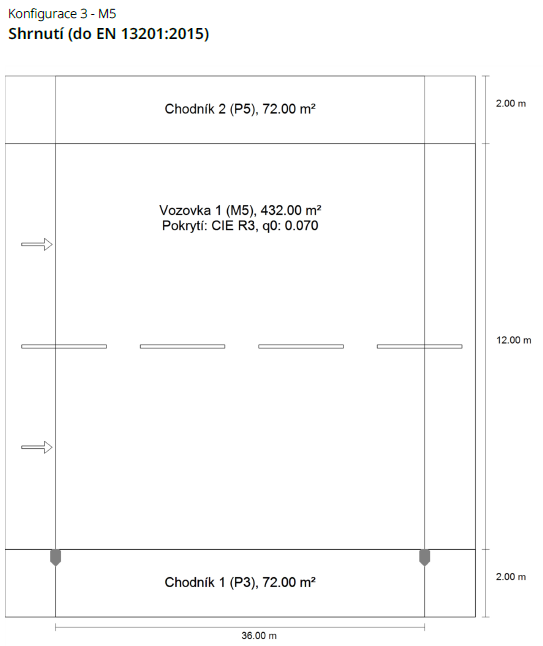 Konfigurace 3 - M5
Shrnutí (do EN 13201:2015)
Chodník 2 (P5), 72.00 m²
2.00 m
Vozovka 1 (M5), 432.00 m²
Pokrytí: CIE R3, q0: 0.070
12.00 m
Chodník 1 (P3), 72.00 m²
2.00 m
36.00 m